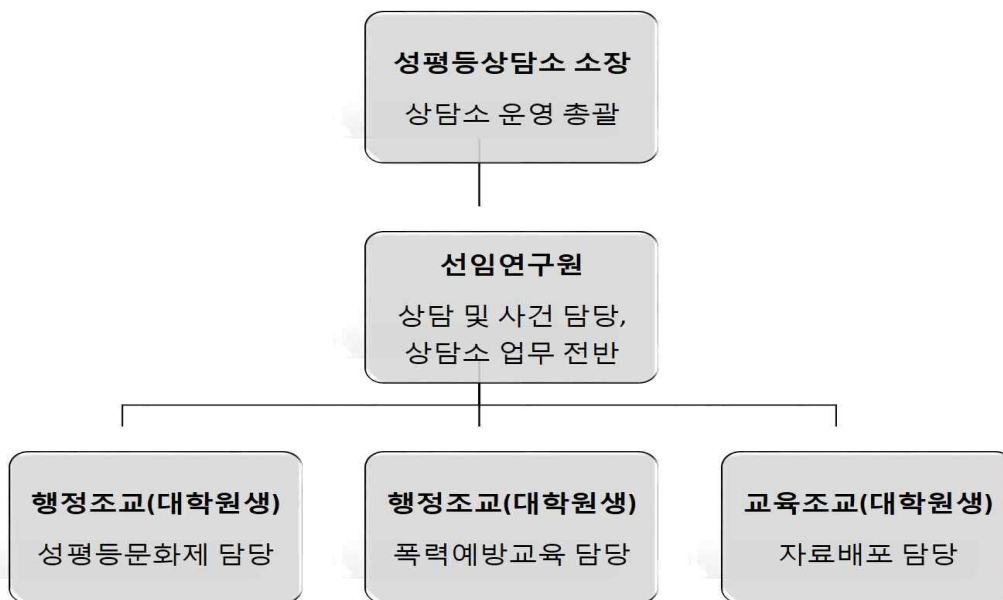 성평등상담소 소장
상담소 운영 총괄
선임연구원
상담 및 사건 담당,
상담소 업무 전반
행정조교(대학원생)
성평등문화제 담당
행정조교(대학원생)
폭력예방교육 담당
교육조교(대학원생)
자료배포 담당